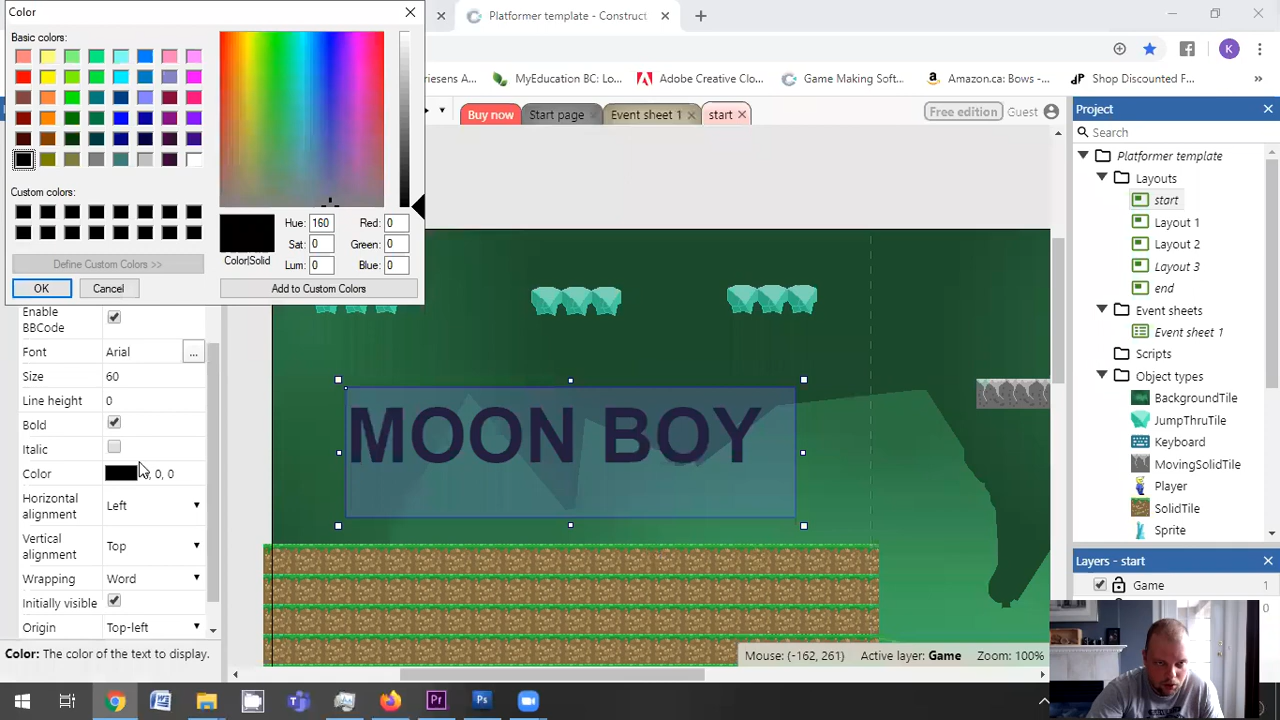 Color
Basic colors:
Custom colors:
Define Custom Colors >>
OK
Cancel
Color|Solid
Hue: 160
Sat: 0
Lum: 0
Red: 0
Green: 0
Blue: 0
Add to Custom Colors
Platformer template - Construct
K
riesens A...
MyEducation BC: Lo...
Adobe Creative Clou...
Game Making Soft...
Amazon.ca: Bows -...
Shop Discounted F...
»
Buy now
Start page
Event sheet 1
start
Free edition
Guest
Enable BBCode
Font Arial ...
Size 60
Line height 0
Bold
Italic
Color , 0, 0
Horizontal alignment Left
Vertical alignment Top
Wrapping Word
Initially visible
Origin Top-left
Color: The color of the text to display.
MOON BOY
Mouse: (-162, 261) Active layer: Game Zoom: 100%
Project
Search
Platformer template
Layouts
start
Layout 1
Layout 2
Layout 3
end
Event sheets
Event sheet 1
Scripts
Object types
BackgroundTile
JumpThruTile
Keyboard
MovingSolidTile
Player
SolidTile
Sprite
Layers - start
Game 1
0